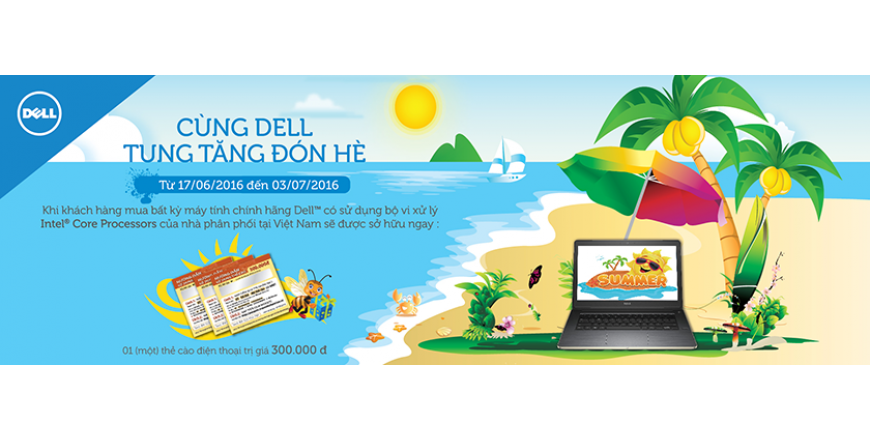 DELL
CÙNG DELL
TUNG TĂNG ĐÓN HÈ
Từ 17/06/2016 đến 03/07/2016
Khi khách hàng mua bất kỳ máy tính chính hãng Dell™ có sử dụng bộ vi xử lý
Intel® Core Processors của nhà phân phối tại Việt Nam sẽ được sở hữu ngay :
SUMMER
01 (một) thẻ cào điện thoại trị giá 300.000 đ